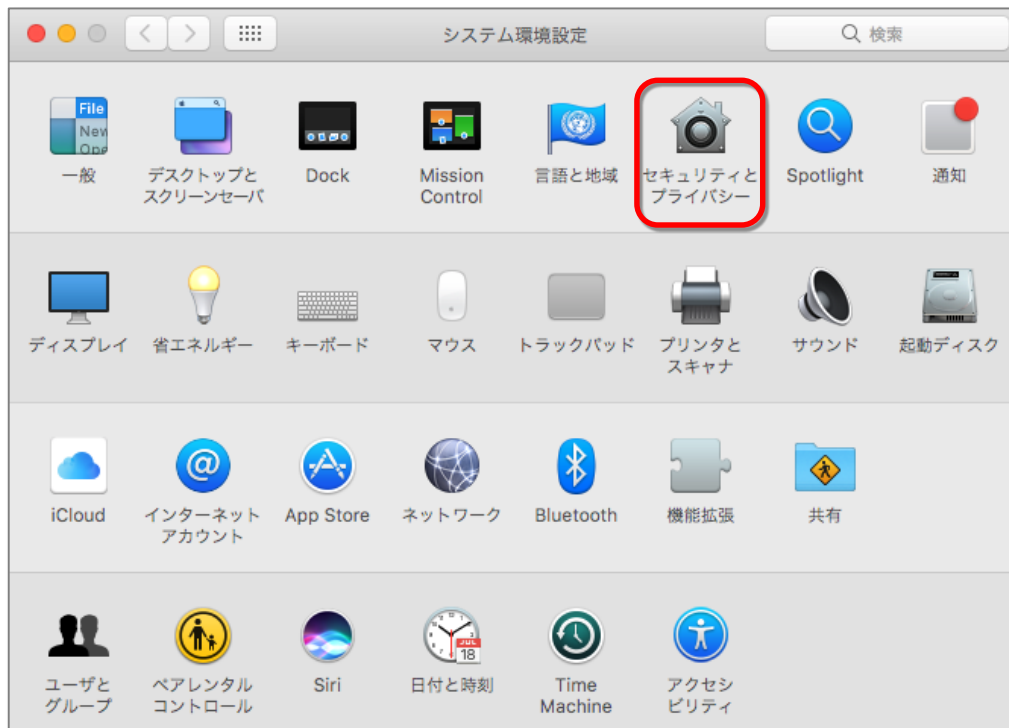 システム環境設定
検索
File
New
Ope
一般
デスクトップと
スクリーンセーバ
Dock
Mission
Control
言語と地域
セキュリティと
プライバシー
Spotlight
通知
ディスプレイ
省エネルギー
キーボード
マウス
トラックパッド
プリンタと
スキャナ
サウンド
起動ディスク
iCloud
インターネット
アカウント
App Store
ネットワーク
Bluetooth
機能拡張
共有
ユーザと
グループ
ペアレンタル
コントロール
Siri
JUL
18
日付と時刻
Time
Machine
アクセシ
ビリティ